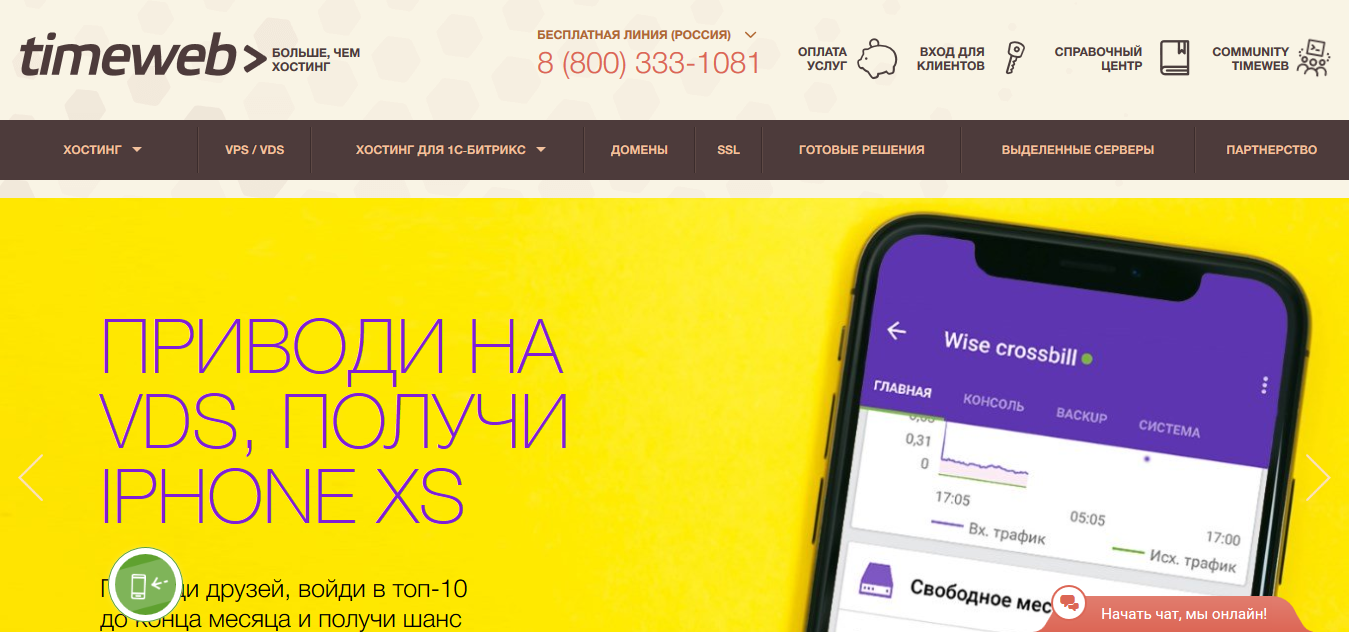 timeweb>
БОЛЬШЕ, ЧЕМ
ХОСТИНГ
БЕСПЛАТНАЯ ЛИНИЯ (РОССИЯ)
8 (800) 333-1081
ОПЛАТА
УСЛУГ
ВХОД ДЛЯ
КЛИЕНТОВ
СПРАВОЧНЫЙ
ЦЕНТР
COMMUNITY
TIMEWEB
ХОСТИНГ
VPS / VDS
ХОСТИНГ ДЛЯ 1С-БИТРИКС
ДОМЕНЫ
SSL
ГОТОВЫЕ РЕШЕНИЯ
ВЫДЕЛЕННЫЕ СЕРВЕРЫ
ПАРТНЕРСТВО
ПРИВОДИ НА
VDS, ПОЛУЧИ
IPHONE XS
друзей, войди в топ-10
до конца месяца и получи шанс
Wise crossbill
ГЛАВНАЯ
КОНСОЛЬ
BACKUP
СИСТЕМА
0,31
0
17:05
05:05
17:00
Вх. трафик
Исх. трафик
Свободное мес
Начать чат, мы онлайн!